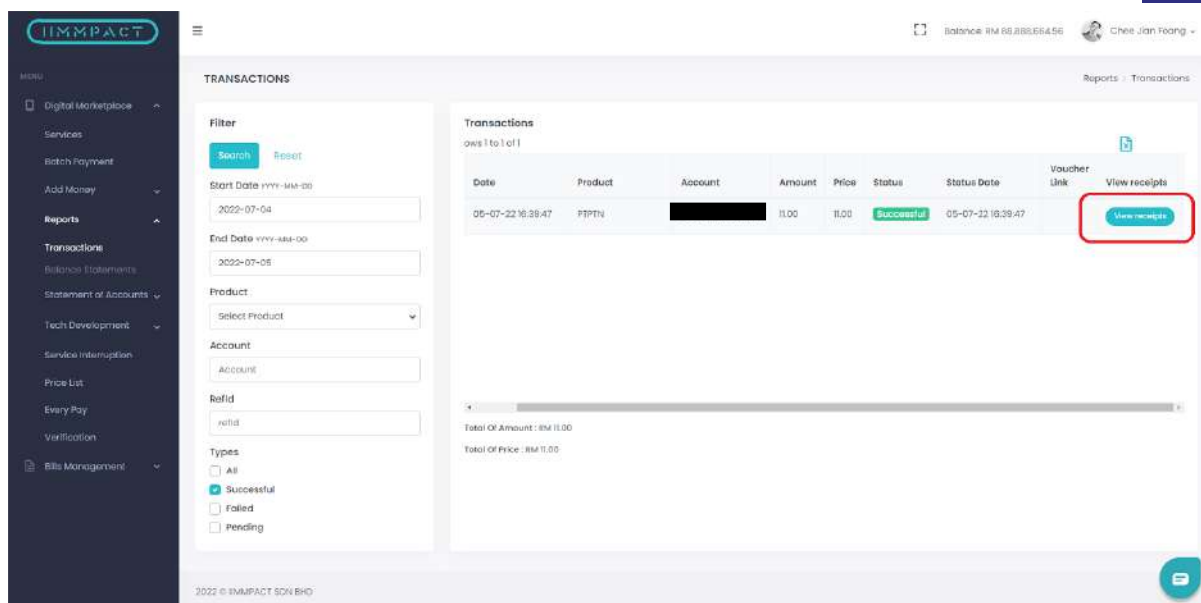 IIMMPACT
Balance: RM 88,888,664.56
Chee Jian Foong
MENU
Digital Marketplace
Services
Batch Payment
Add Money
Reports
Transactions
Balance Statements
Statement of Accounts
Tech Development
Service Interruption
Price List
Every Pay
Verification
Bills Management
TRANSACTIONS
Reports / Transactions
Filter
Search Reset
Start Date YYYY-MM-DD
2022-07-04
End Date YYYY-MM-DD
2022-07-05
Product
Select Product
Account
Account
RefId
refid
Types
All
Successful
Failed
Pending
Transactions
ows 1 to 1 of 1
Date Product Account Amount Price Status Status Date Voucher Link View receipts
05-07-22 16:39:47 PTPTN 11.00 11.00 Successful 05-07-22 16:39:47 View receipts
Total Of Amount : RM 11.00
Total Of Price : RM 11.00
2022 © IIMMPACT SDN BHD